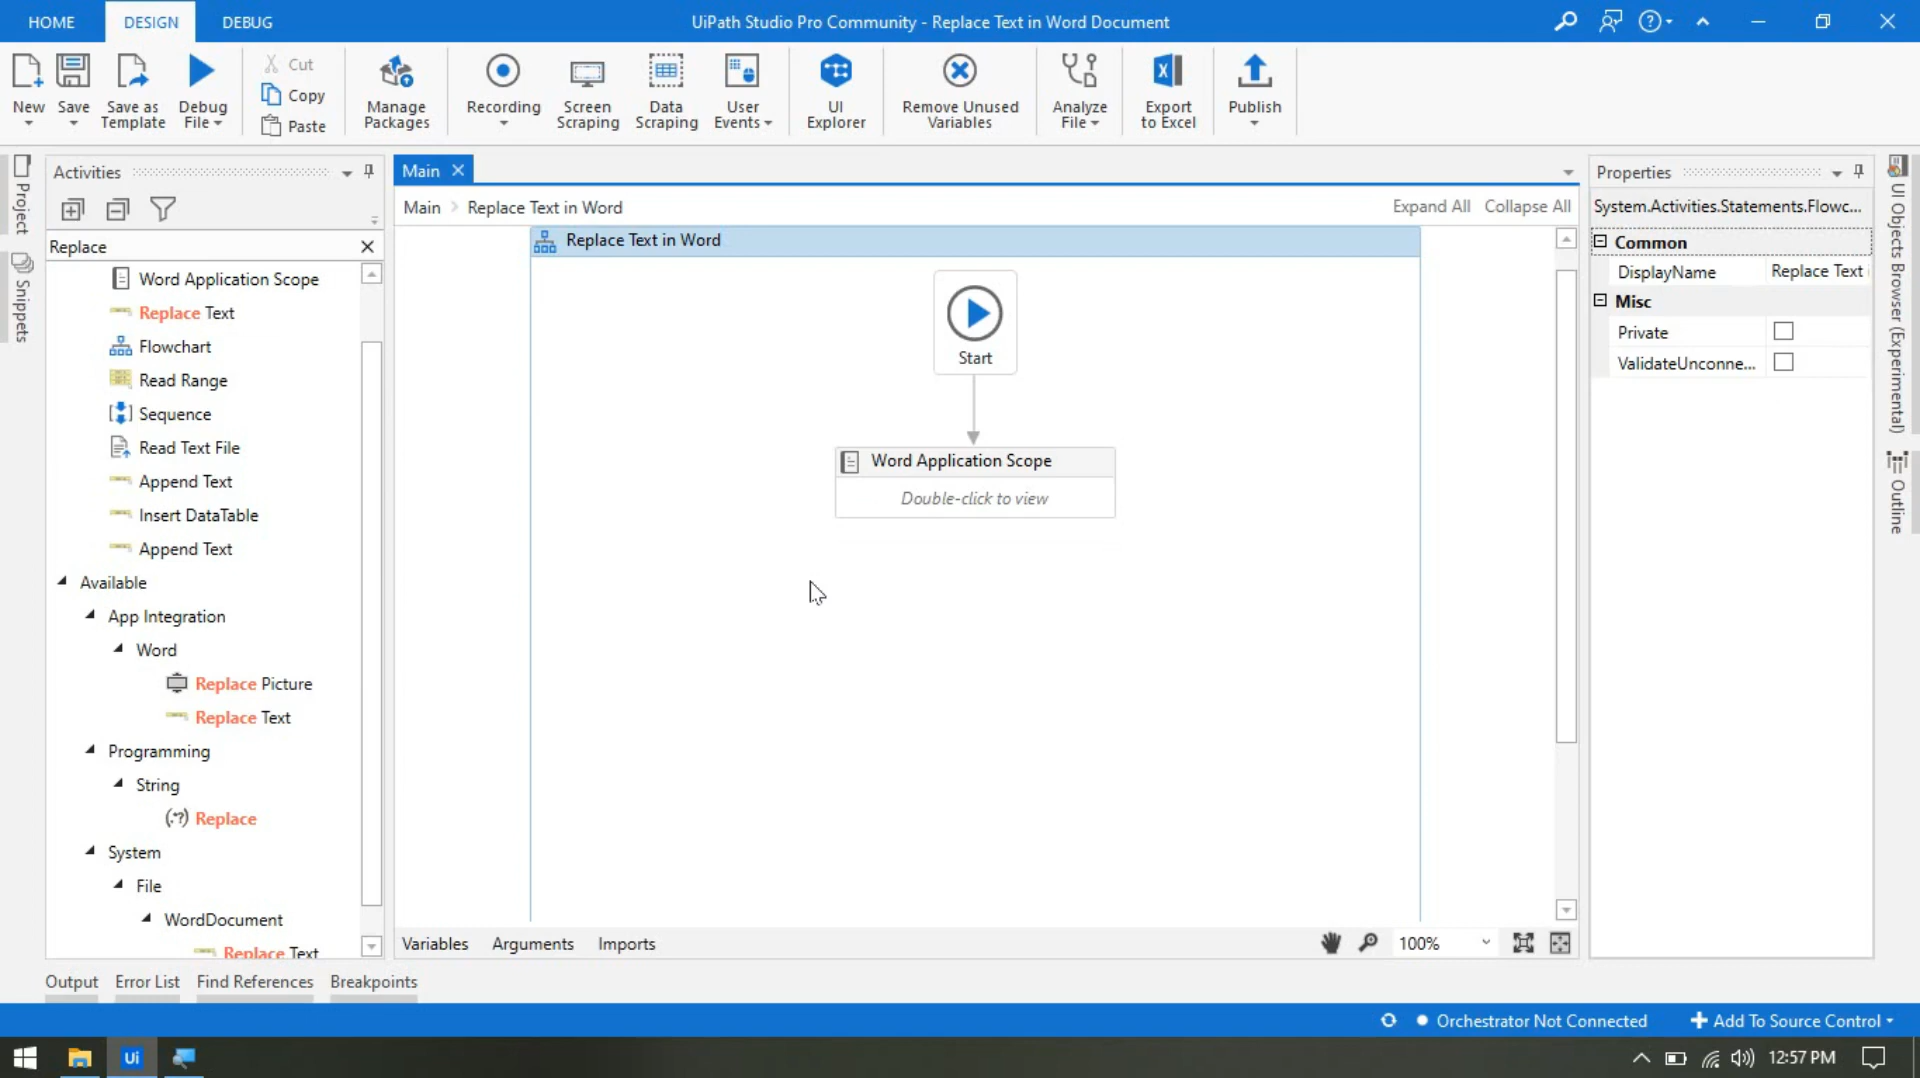 HOME
DESIGN
DEBUG
UiPath Studio Pro Community - Replace Text in Word Document
New
Save
Save as
Template
Debug
File
Cut
Copy
Paste
Manage
Packages
Recording
Screen
Scraping
Data
Scraping
User
Events
UI
Explorer
Remove Unused
Variables
Analyze
File
Export
to Excel
Publish
Project
Snippets
Activities
Replace
Word Application Scope
Replace Text
Flowchart
Read Range
Sequence
Read Text File
Append Text
Insert DataTable
Append Text
Available
App Integration
Word
Replace Picture
Replace Text
Programming
String
(.*?) Replace
System
File
WordDocument
Replace Text
Main
Main > Replace Text in Word
Expand All
Collapse All
Replace Text in Word
Start
Word Application Scope
Double-click to view
Variables
Arguments
Imports
100%
Properties
System.Activities.Statements.Flowc...
Common
DisplayName
Replace Text i
Misc
Private
ValidateUnconne...
UI Objects Browser (Experimental)
Outline
Output
Error List
Find References
Breakpoints
Orchestrator Not Connected
Add To Source Control
Ui
12:57 PM